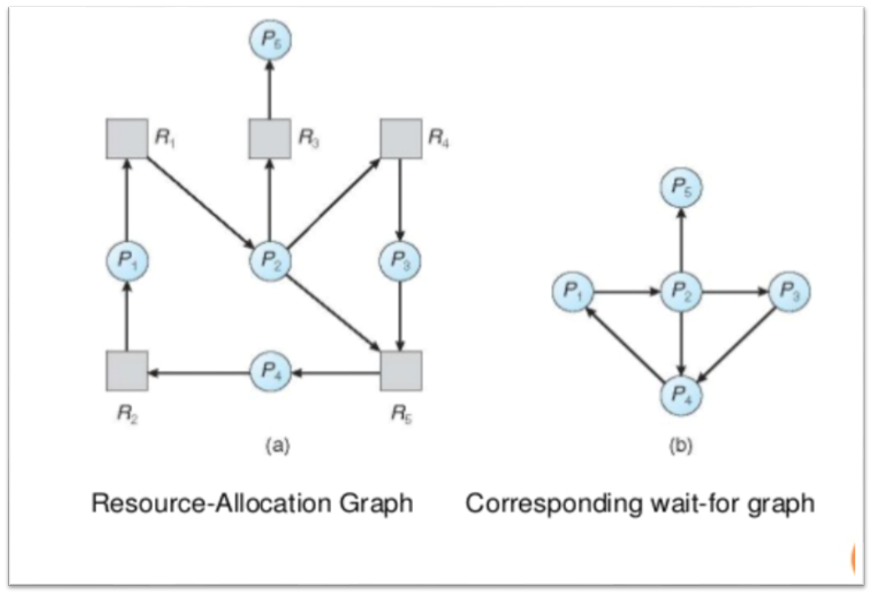 P5
R1
R3
R4
P1
P2
P3
P4
R2
R5
(a)
Resource-Allocation Graph
P5
P1
P2
P3
P4
(b)
Corresponding wait-for graph